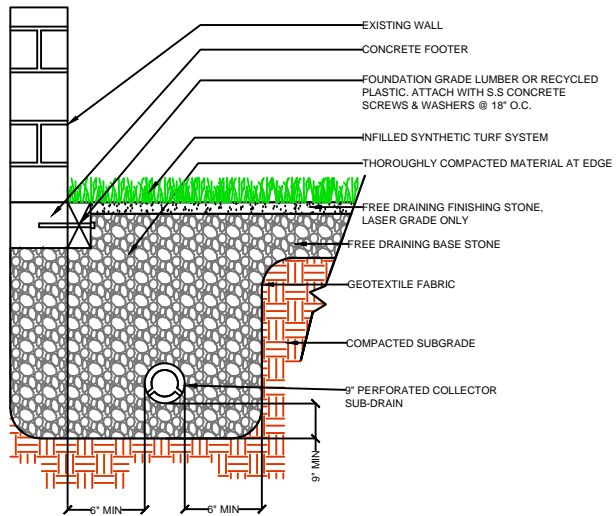 EXISTING WALL
CONCRETE FOOTER
FOUNDATION GRADE LUMBER OR RECYCLED
PLASTIC. ATTACH WITH S.S CONCRETE
SCREWS & WASHERS @ 18" O.C.
INFILLED SYNTHETIC TURF SYSTEM
THOROUGHLY COMPACTED MATERIAL AT EDGE
FREE DRAINING FINISHING STONE,
LASER GRADE ONLY
FREE DRAINING BASE STONE
GEOTEXTILE FABRIC
COMPACTED SUBGRADE
9" PERFORATED COLLECTOR
SUB-DRAIN
9" MIN
6" MIN
6" MIN